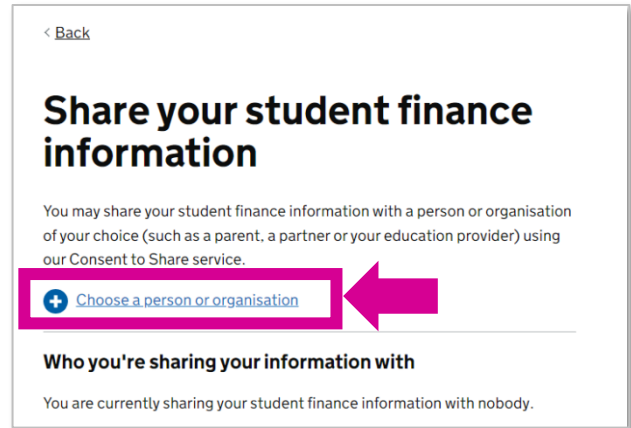 < Back
Share your student finance
information
You may share your student finance information with a person or organisation
of your choice (such as a parent, a partner or your education provider) using
our Consent to Share service.
Choose a person or organisation
Who you're sharing your information with
You are currently sharing your student finance information with nobody.